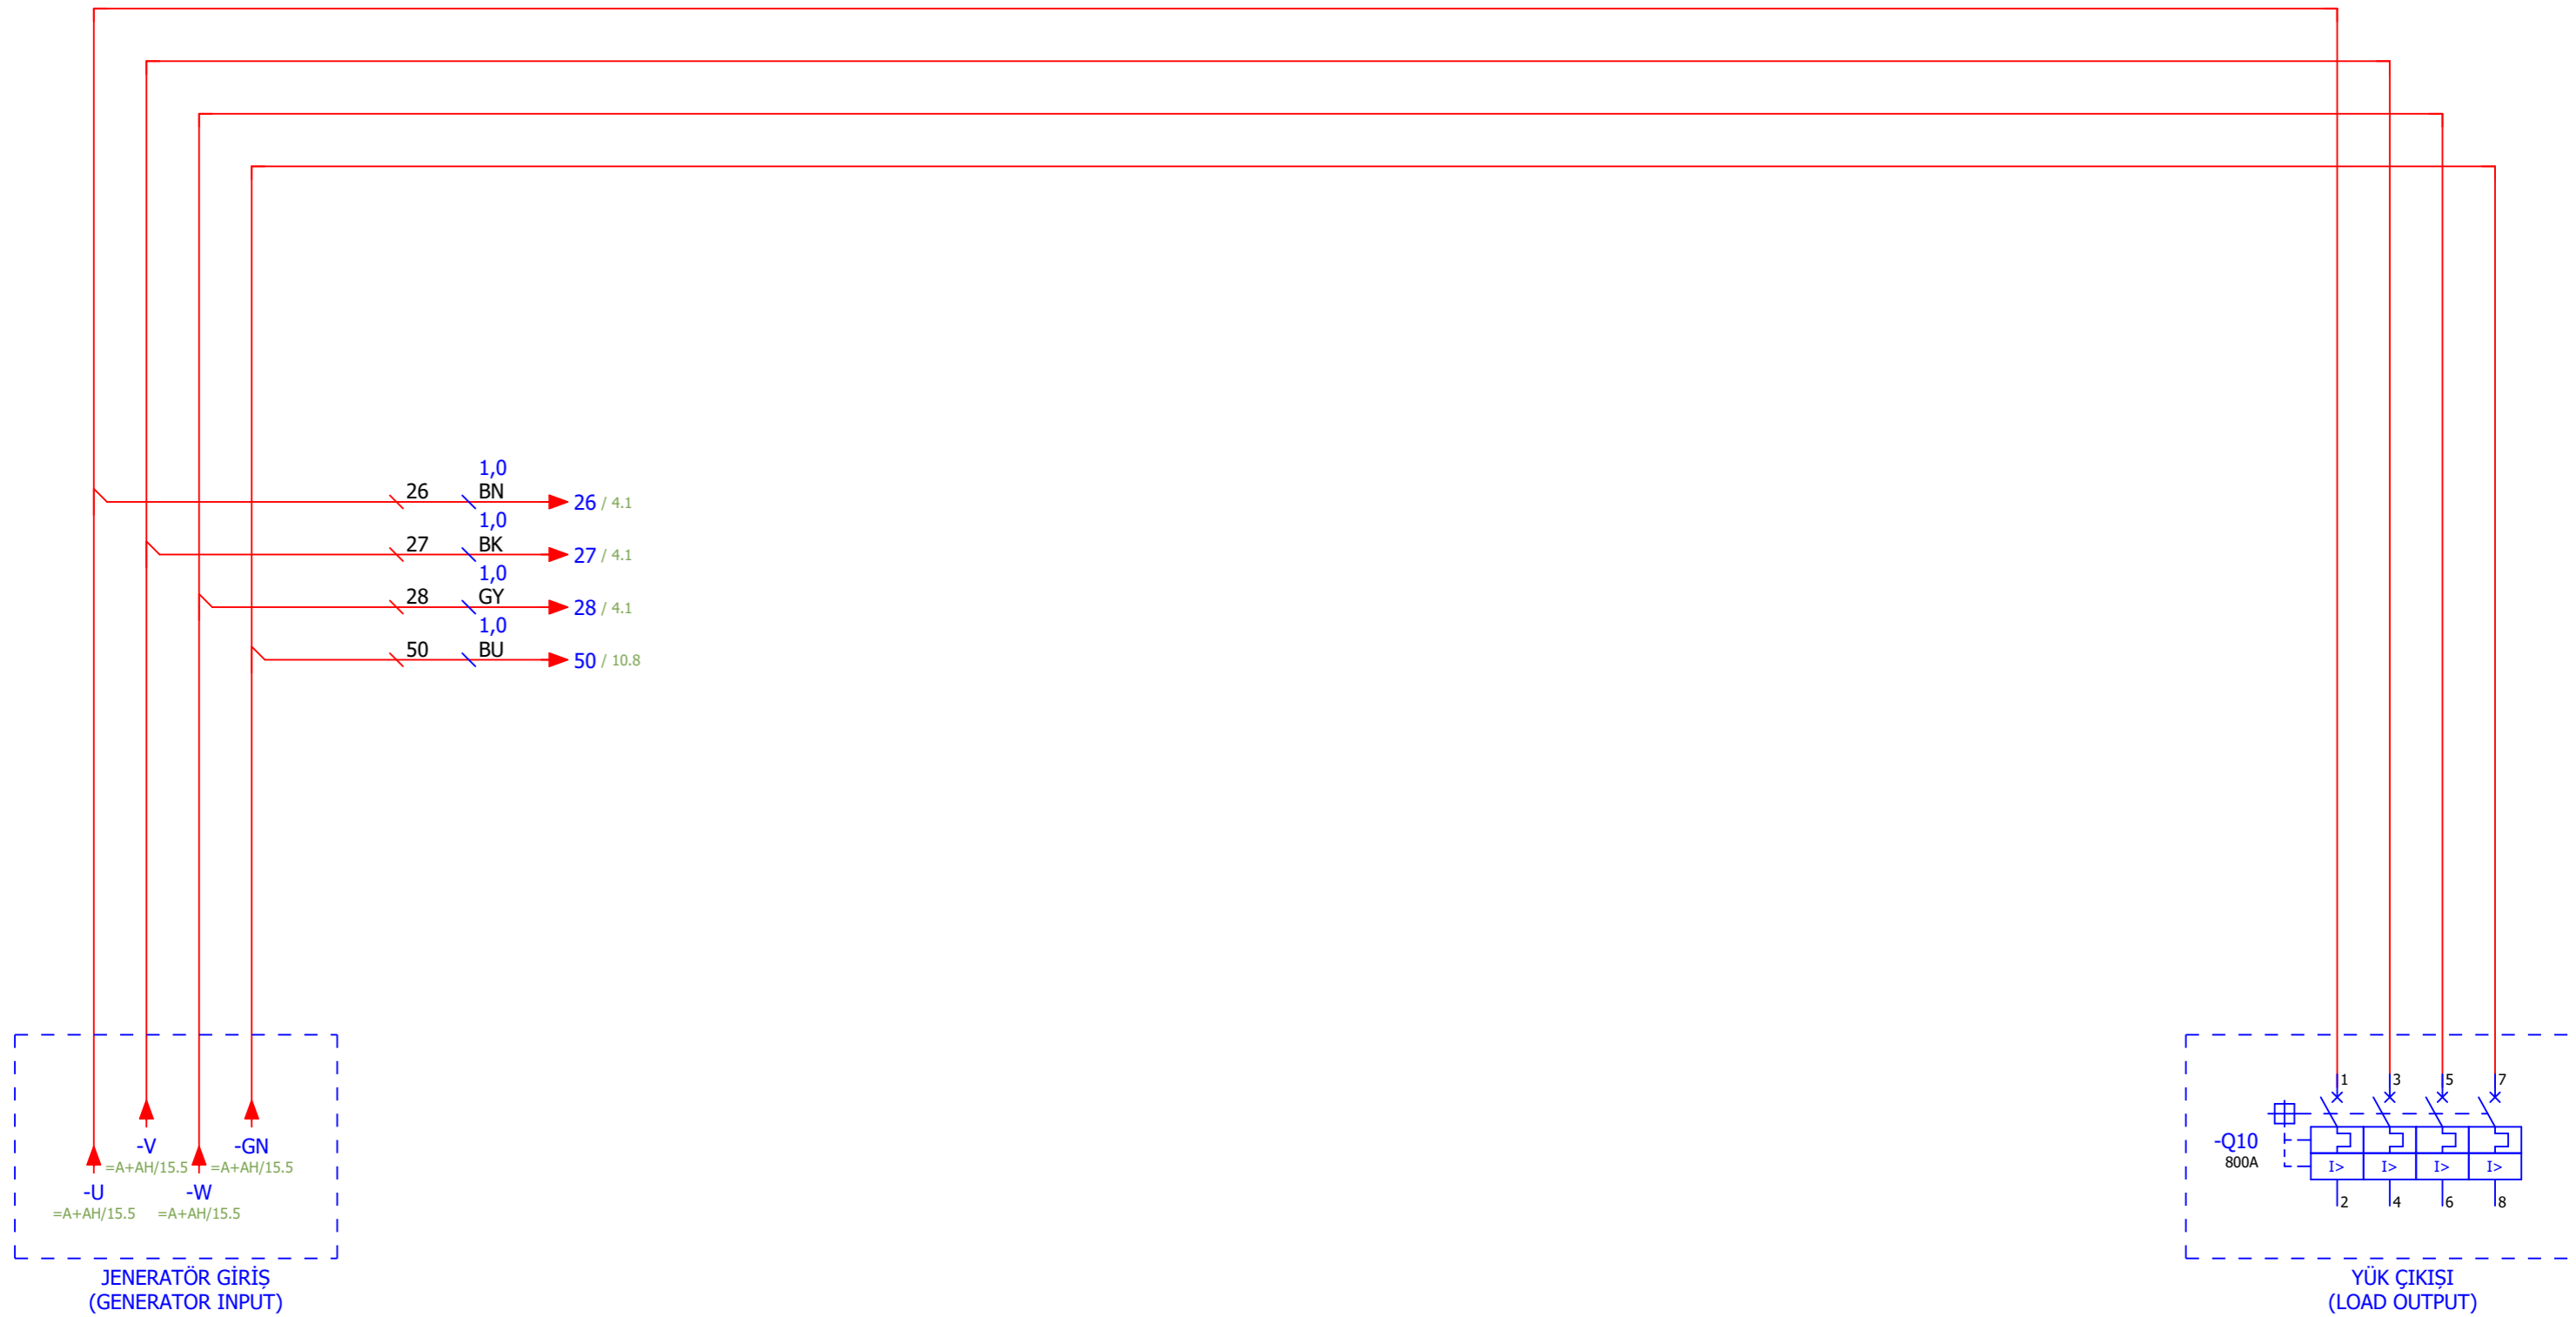 1,0
26 BN 26 / 4.1
1,0
27 BK 27 / 4.1
1,0
28 GY 28 / 4.1
1,0
50 BU 50 / 10.8
-V -GN
=A+AH/15.5 =A+AH/15.5
-U -W
=A+AH/15.5 =A+AH/15.5
JENERATÖR GİRİŞ
(GENERATOR INPUT)
1 3 5 7
-Q10
800A
I> I> I> I>
2 4 6 8
YÜK ÇIKIŞI
(LOAD OUTPUT)